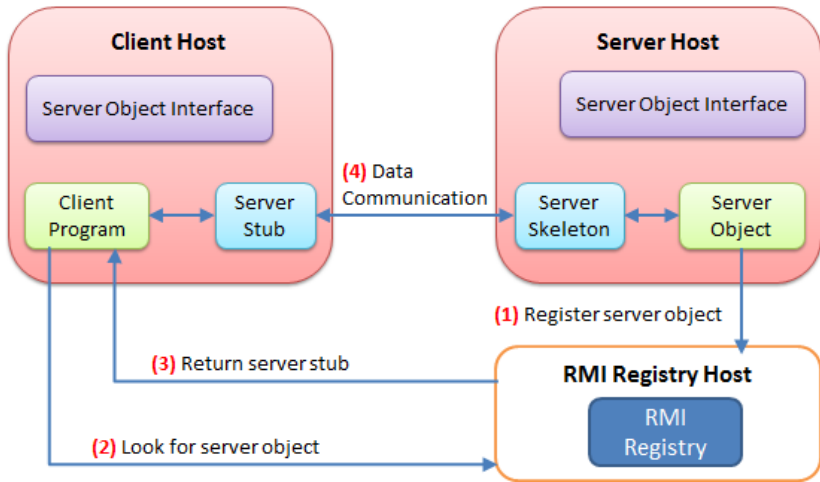 Client Host
Server Object Interface
Client
Program
Server
Stub
(4) Data
Communication
Server Host
Server Object Interface
Server
Skeleton
Server
Object
(1) Register server object
(3) Return server stub
(2) Look for server object
RMI Registry Host
RMI
Registry